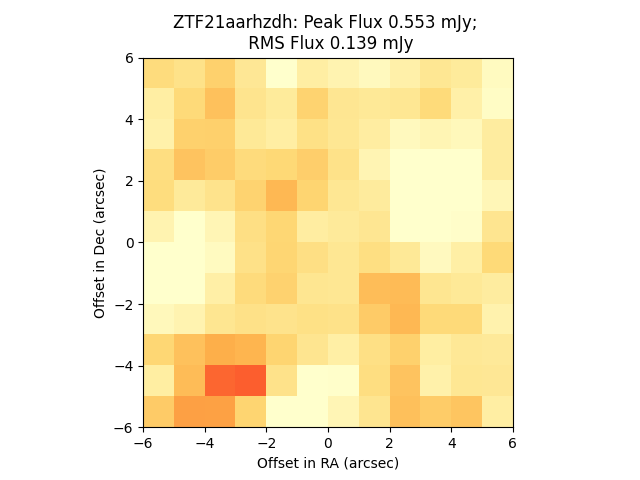 ZTF21aarhzdh: Peak Flux 0.553 mJy;
RMS Flux 0.139 mJy
6
4
2
0
−2
−4
−6
Offset in Dec (arcsec)
−6 −4 −2 0 2 4 6
Offset in RA (arcsec)